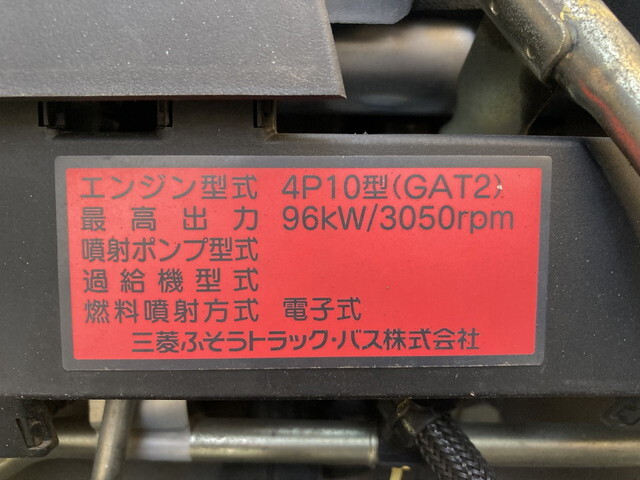 エンジン型式 4P10型(GAT2)
最高出力 96kW/3050rpm
噴射ポンプ型式
過給機型式
燃料噴射方式 電子式
三菱ふそうトラック・バス株式会社